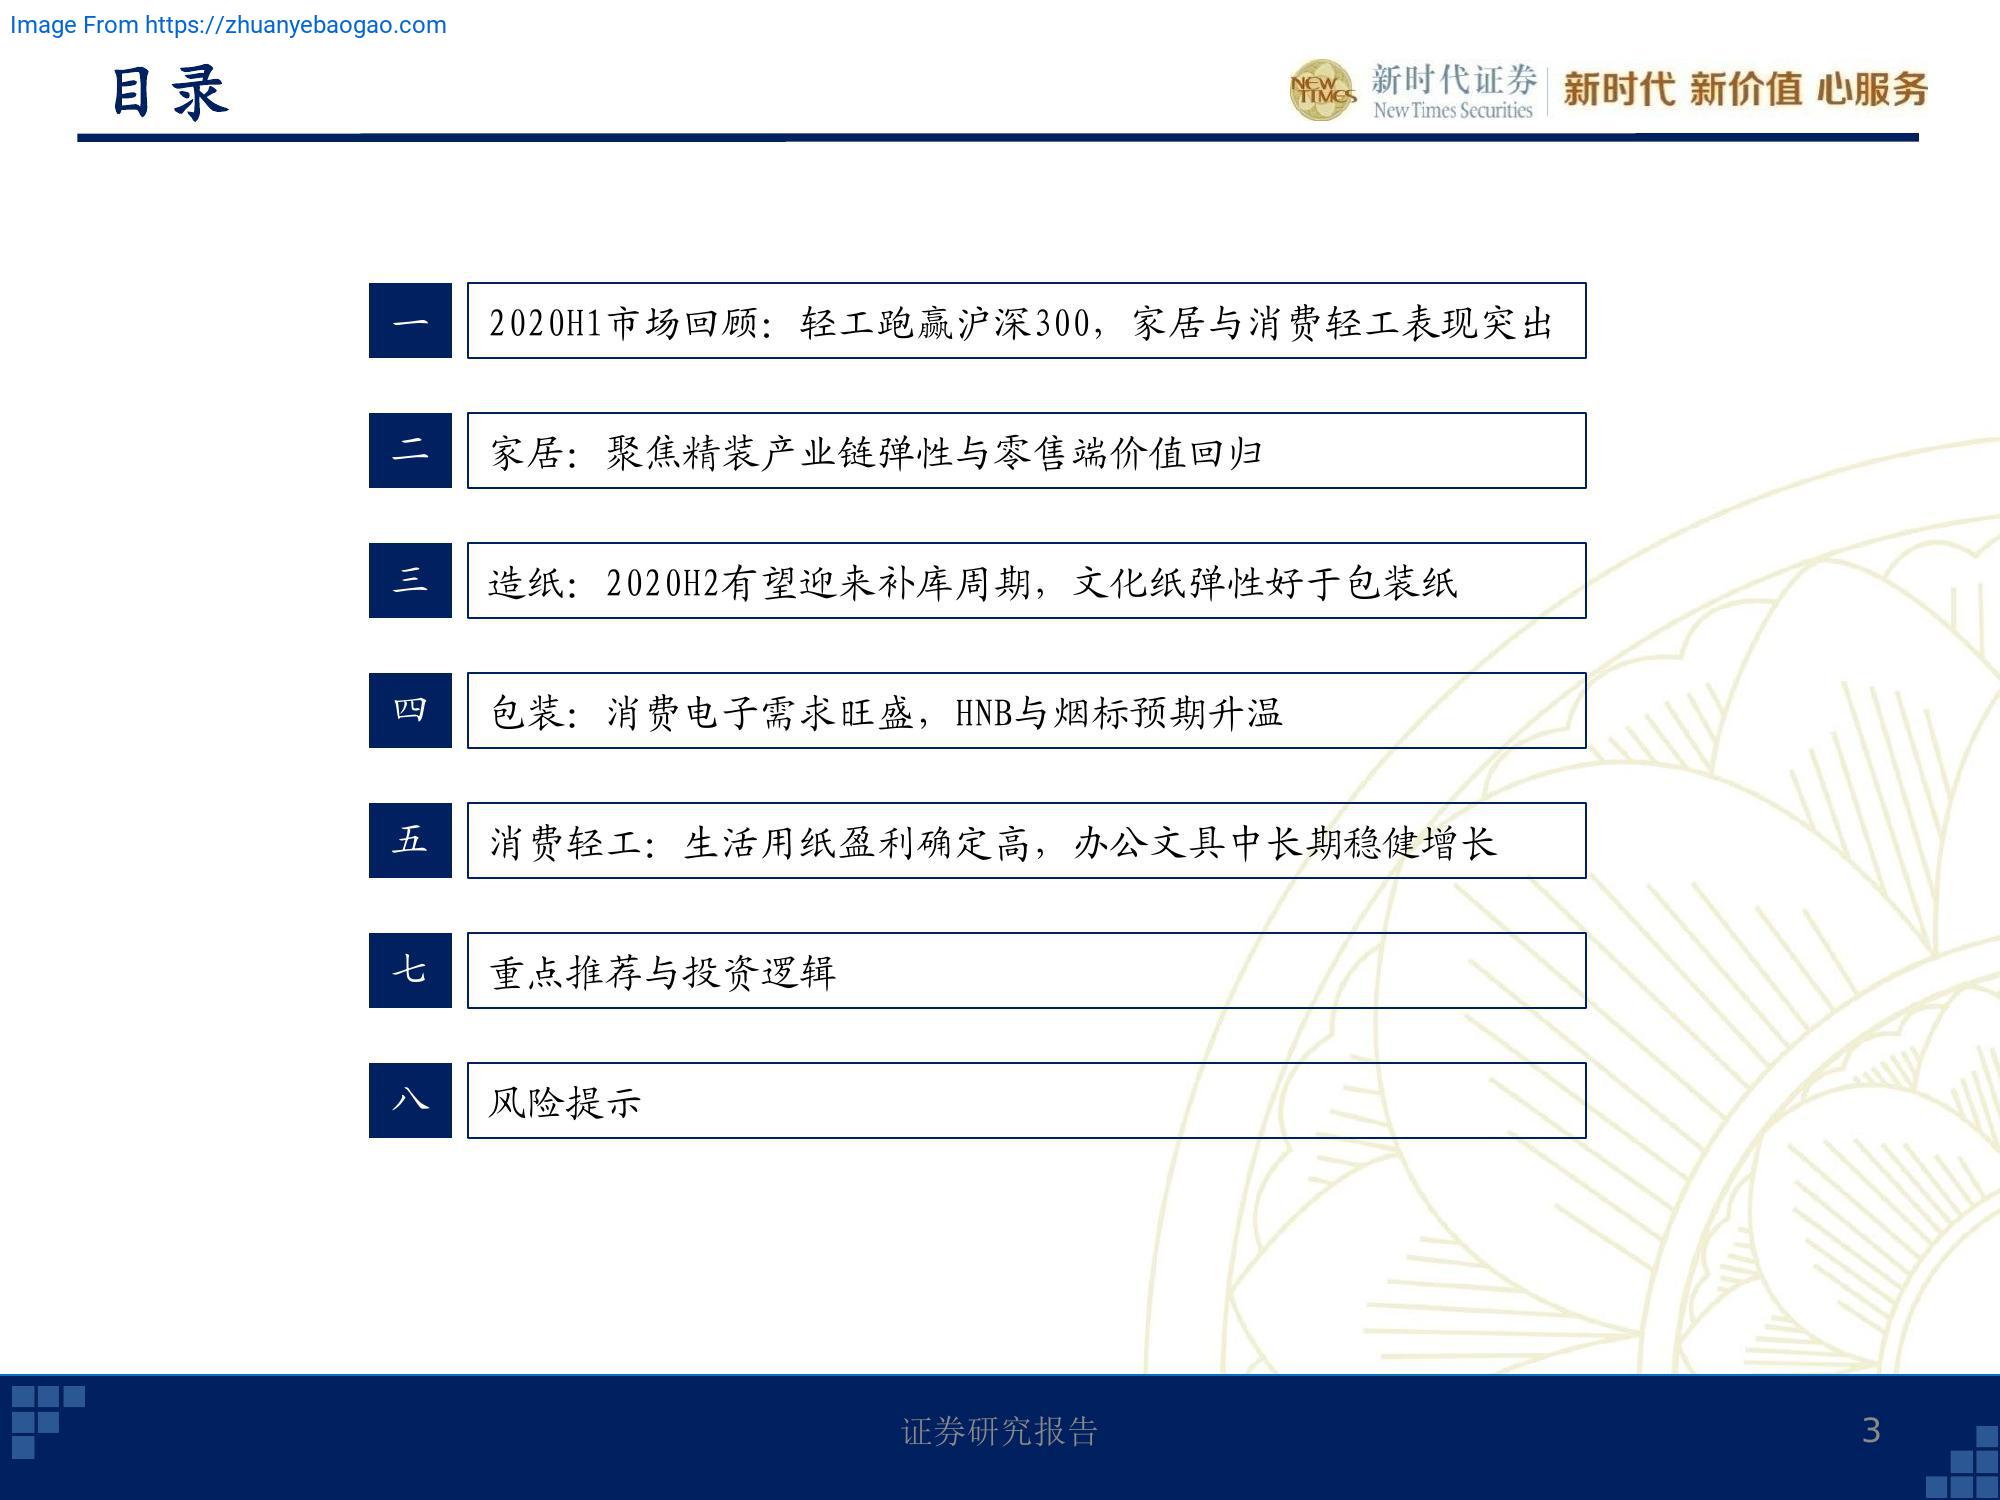 Image From https://zhuanyebaogao.com
目录
NEW TIMES
新时代证券
New Times Securities
新时代 新价值 心服务
一 2020H1市场回顾：轻工跑赢沪深300，家居与消费轻工表现突出
二 家居：聚焦精装产业链弹性与零售端价值回归
三 造纸：2020H2有望迎来补库周期，文化纸弹性好于包装纸
四 包装：消费电子需求旺盛，HNB与烟标预期升温
五 消费轻工：生活用纸盈利确定高，办公文具中长期稳健增长
七 重点推荐与投资逻辑
八 风险提示
证券研究报告
3